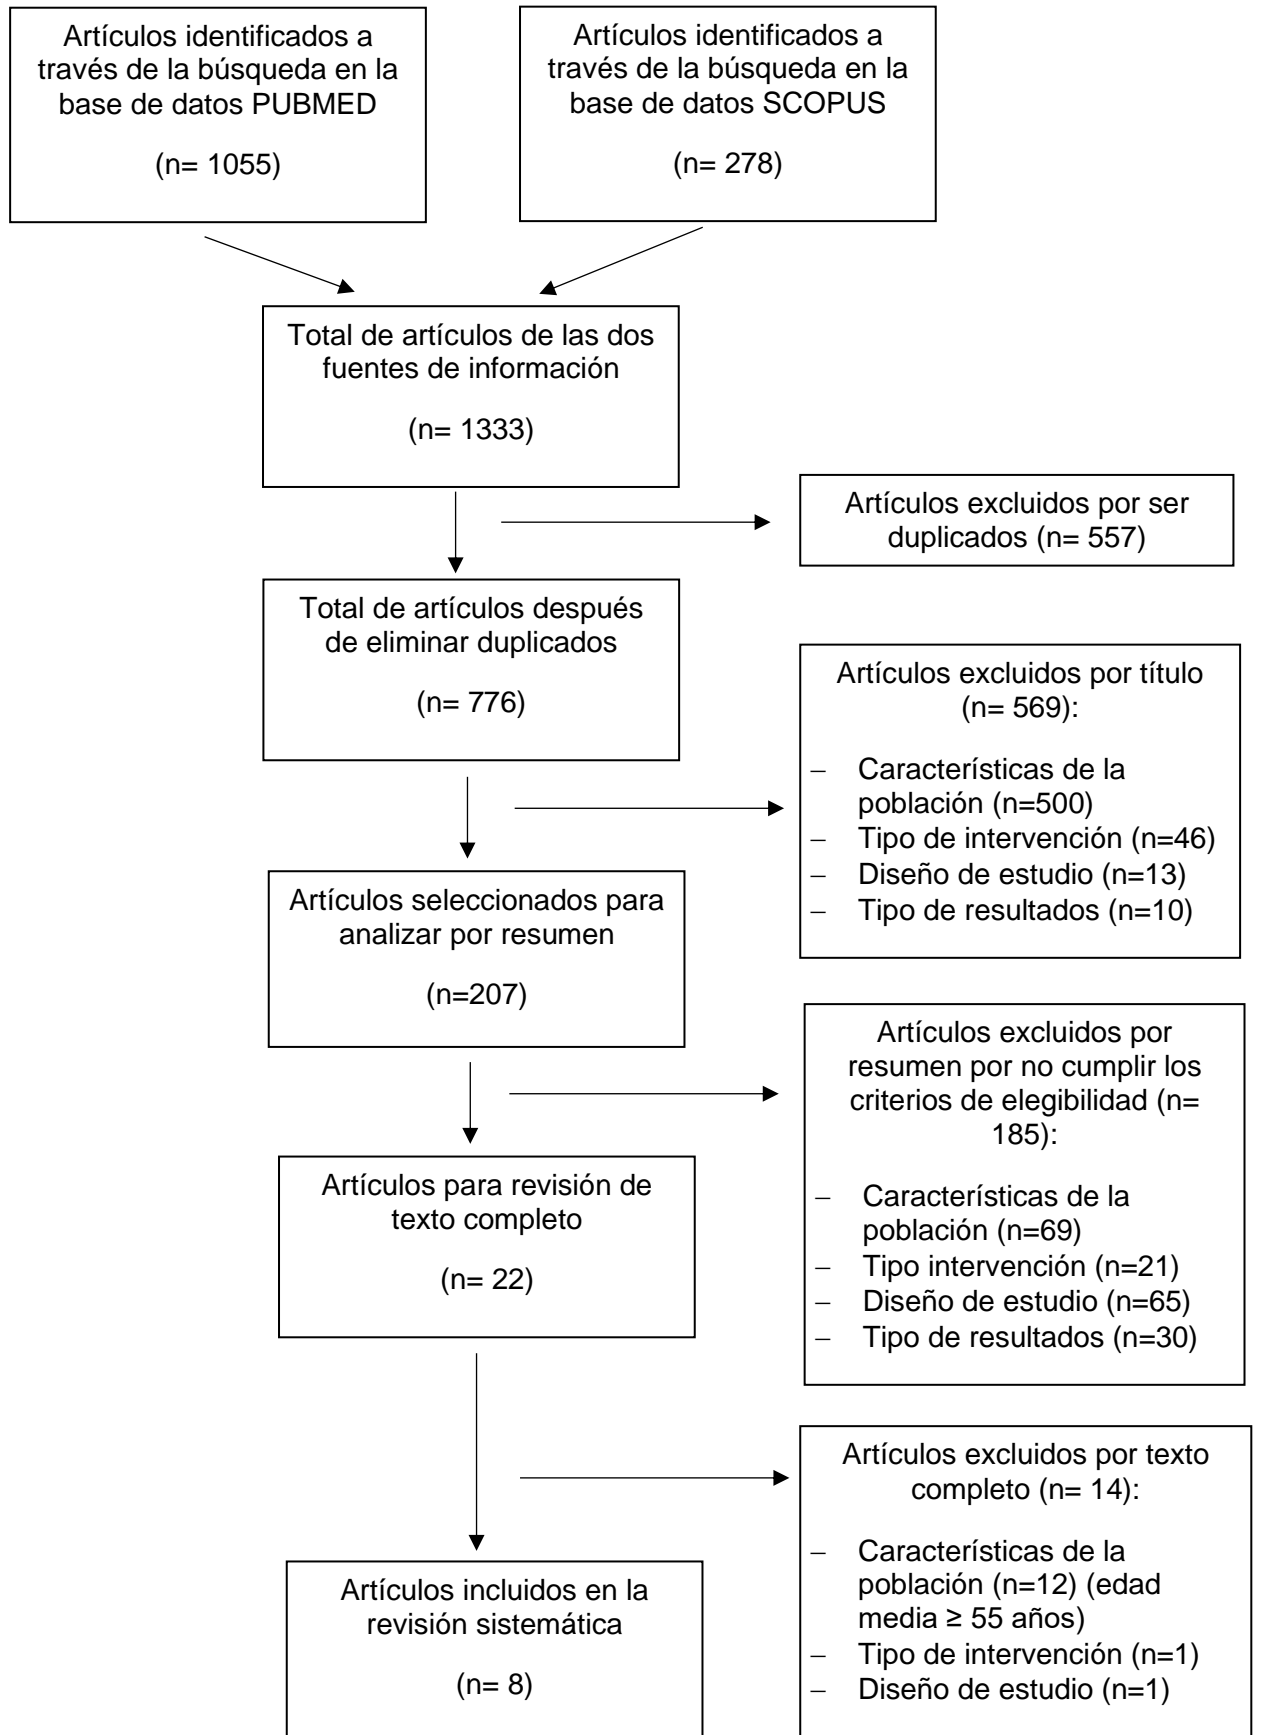 Artículos identificados a
través de la búsqueda en la
base de datos PUBMED
(n= 1055)
Artículos identificados a
través de la búsqueda en la
base de datos SCOPUS
(n= 278)
Total de artículos de las dos
fuentes de información
(n= 1333)
Artículos excluidos por ser
duplicados (n= 557)
Total de artículos después
de eliminar duplicados
(n= 776)
Artículos excluidos por título
(n= 569):
– Características de la
población (n=500)
– Tipo de intervención (n=46)
– Diseño de estudio (n=13)
– Tipo de resultados (n=10)
Artículos seleccionados para
analizar por resumen
(n=207)
Artículos excluidos por
resumen por no cumplir los
criterios de elegibilidad (n=
185):
– Características de la
población (n=69)
– Tipo intervención (n=21)
– Diseño de estudio (n=65)
– Tipo de resultados (n=30)
Artículos para revisión de
texto completo
(n= 22)
Artículos excluidos por texto
completo (n= 14):
– Características de la
población (n=12) (edad
media ≥ 55 años)
– Tipo de intervención (n=1)
– Diseño de estudio (n=1)
Artículos incluidos en la
revisión sistemática
(n= 8)